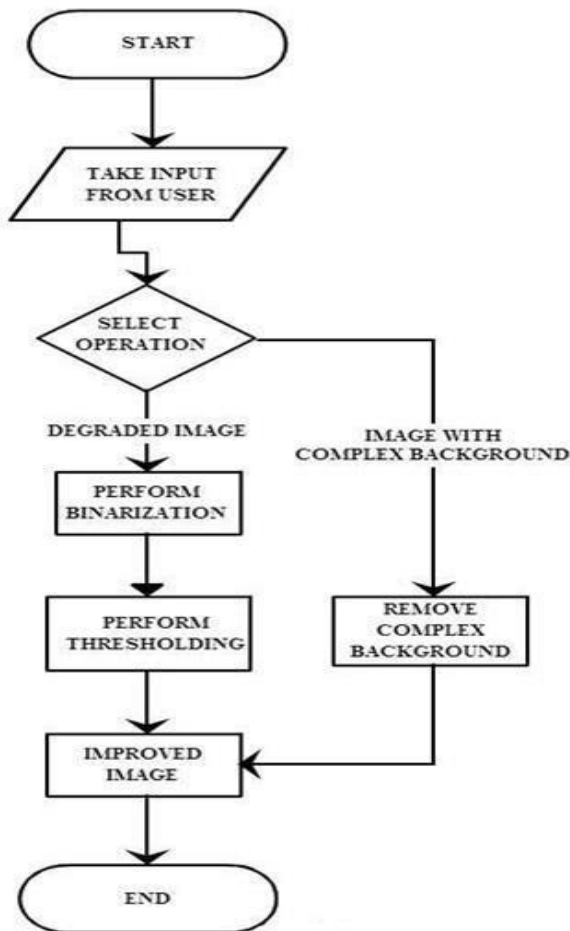 START
TAKE INPUT
FROM USER
SELECT
OPERATION
DEGRADED IMAGE
IMAGE WITH
COMPLEX BACKGROUND
PERFORM
BINARIZATION
PERFORM
THRESHOLDING
REMOVE
COMPLEX
BACKGROUND
IMPROVED
IMAGE
END